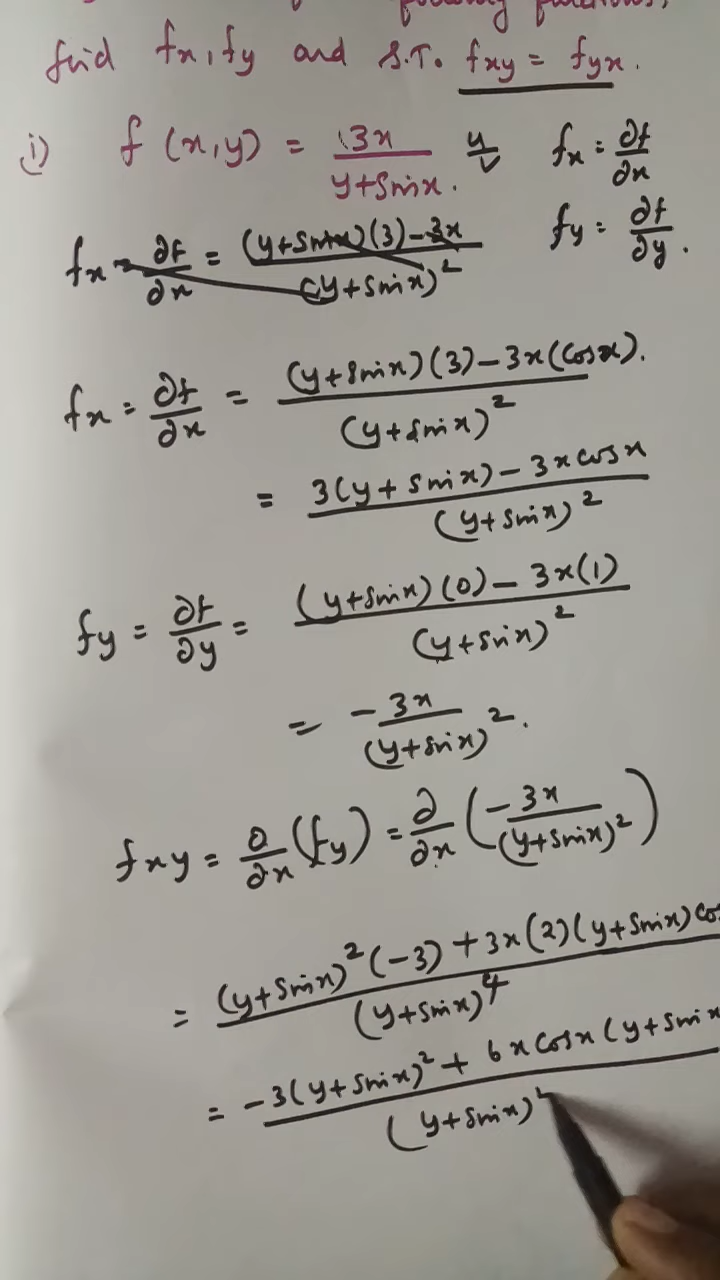 following functions,
find fx, fy and S.T. fxy = fyx.
i) f(x,y) = 3x / (y+sinx). fx = ∂f/∂x
fx = ∂f/∂x = (y+sinx)(3)-3x / (y+sinx)² fy = ∂f/∂y.
fx = ∂f/∂x = (y+sinx)(3)-3x(cosx). / (y+sinx)²
= 3(y+sinx)-3x cosx / (y+sinx)²
fy = ∂f/∂y = (y+sinx)(0)-3x(1) / (y+sinx)²
= -3x / (y+sinx)².
fxy = ∂/∂x (fy) = ∂/∂x (-3x / (y+sinx)²)
= (y+sinx)²(-3)+3x(2)(y+sinx)cos / (y+sinx)⁴
= -3(y+sinx)²+6x cosx(y+sinx / (y+sinx)